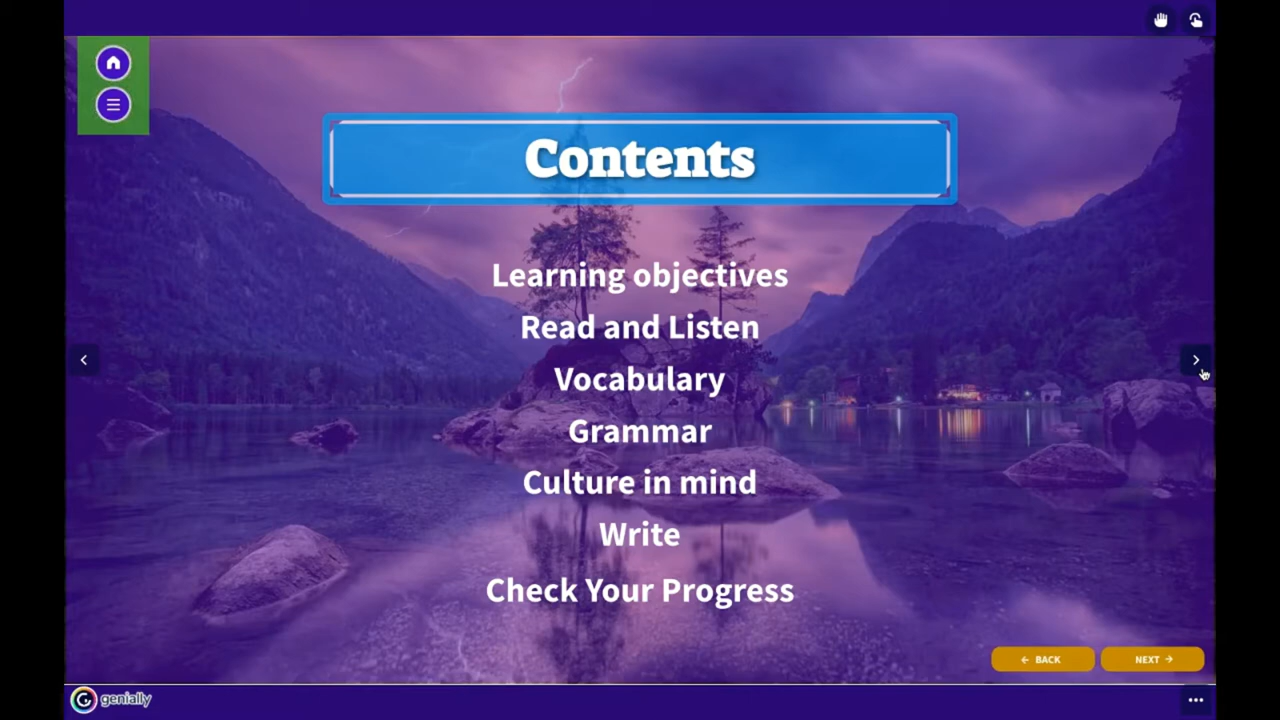 Contents
Learning objectives
Read and Listen
Vocabulary
Grammar
Culture in mind
Write
Check Your Progress
BACK
NEXT
genially